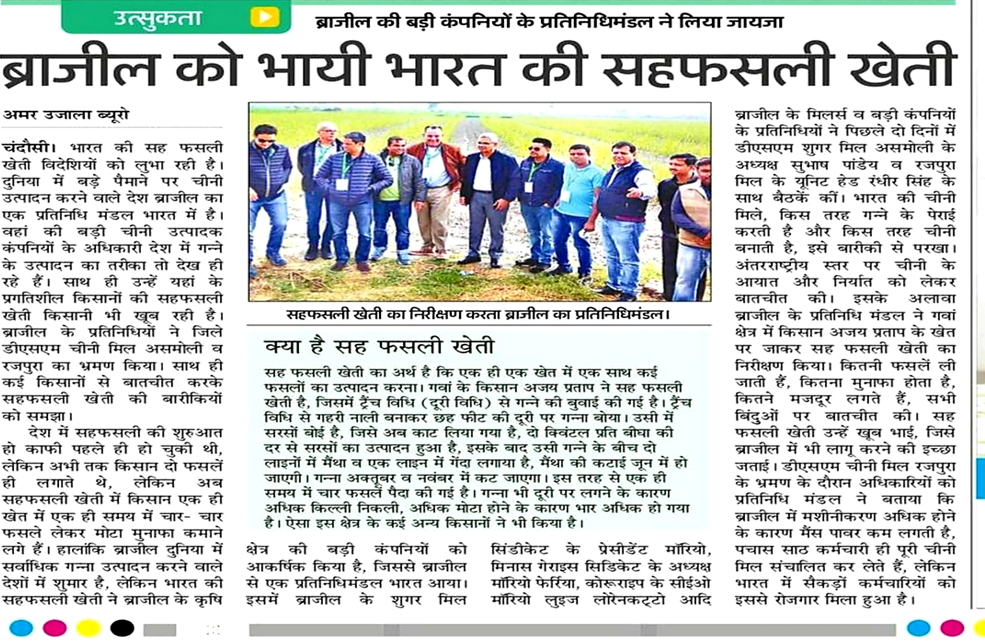 उत्सुकता
ब्राजील की बड़ी कंपनियों के प्रतिनिधिमंडल ने लिया जायजा
ब्राजील को भायी भारत की सहफसली खेती
अमर उजाला ब्यूरो
चंदौसी। भारत की सह फसली
खेती विदेशियों को लुभा रही है।
दुनिया में बड़े पैमाने पर चीनी
उत्पादन करने वाले देश ब्राजील का
एक प्रतिनिधि मंडल भारत में है।
वहां की बड़ी चीनी उत्पादक
कंपनियों के अधिकारी देश में गन्ने
के उत्पादन का तरीका तो देख ही
रहे हैं। साथ ही उन्हें यहां के
प्रगतिशील किसानों की सहफसली
खेती किसानी भी खूब रही है।
ब्राजील के प्रतिनिधियों ने जिले
डीएसएम चीनी मिल असमोली व
रजपुरा का भ्रमण किया। साथ ही
कई किसानों से बातचीत करके
सहफसली खेती की बारीकियों
को समझा।
देश में सहफसली की शुरुआत
हो काफी पहले ही हो चुकी थी,
लेकिन अभी तक किसान दो फसलें
ही लगाते थे, लेकिन अब
सहफसली खेती में किसान एक ही
खेत में एक ही समय में चार- चार
फसले लेकर मोटा मुनाफा कमाने
लगे हैं। हालांकि ब्राजील दुनिया में
सर्वाधिक गन्ना उत्पादन करने वाले
देशों में शुमार है, लेकिन भारत की
सहफसली खेती ने ब्राजील के कृषि
सहफसली खेती का निरीक्षण करता ब्राजील का प्रतिनिधिमंडल।
क्या है सह फसली खेती
सह फसली खेती का अर्थ है कि एक ही एक खेत में एक साथ कई
फसलों का उत्पादन करना। गवां के किसान अजय प्रताप ने सह फसली
खेती है, जिसमें ट्रैंच विधि (दूरी विधि) से गन्ने की बुवाई की गई है। ट्रैंच
विधि से गहरी नाली बनाकर छह फीट की दूरी पर गन्ना बोया। उसी में
सरसों बोई है, जिसे अब काट लिया गया है, दो क्विंटल प्रति बीघा की
दर से सरसों का उत्पादन हुआ है, इसके बाद उसी गन्ने के बीच दो
लाइनों में मैंथा व एक लाइन में गेंदा लगाया है, मैंथा की कटाई जून में हो
जाएगी। गन्ना अक्तूबर व नवंबर में कट जाएगा। इस तरह से एक ही
समय में चार फसलें पैदा की गई है। गन्ना भी दूरी पर लगने के कारण
अधिक किल्ली निकली, अधिक मोटा होने के कारण भार अधिक हो गया
है। ऐसा इस क्षेत्र के कई अन्य किसानों ने भी किया है।
क्षेत्र की बड़ी कंपनियों को
आकर्षिक किया है, जिससे ब्राजील
से एक प्रतिनिधिमंडल भारत आया।
इसमें ब्राजील के शुगर मिल
सिंडीकेट के प्रेसीडेंट मॉरियो,
मिनास गेराइस सिडिकेट के अध्यक्ष
मॉरियो फेर्रिया, कोरूराइप के सीईओ
मॉरियो लुइज लोरेनकट्टो आदि
ब्राजील के मिलर्स व बड़ी कंपनियों
के प्रतिनिधियों ने पिछले दो दिनों में
डीएसएम शुगर मिल असमोली के
अध्यक्ष सुभाष पांडेय व रजपुरा
मिल के यूनिट हेड रंधीर सिंह के
साथ बैठकें कीं। भारत की चीनी
मिले, किस तरह गन्ने के पेराई
करती है और किस तरह चीनी
बनाती है, इसे बारीकी से परखा।
अंतरराष्ट्रीय स्तर पर चीनी के
आयात और निर्यात को लेकर
बातचीत की। इसके अलावा
ब्राजील के प्रतिनिधि मंडल ने गवां
क्षेत्र में किसान अजय प्रताप के खेत
पर जाकर सह फसली खेती का
निरीक्षण किया। कितनी फसलें ली
जाती हैं, कितना मुनाफा होता है,
कितने मजदूर लगते हैं, सभी
बिंदुओं पर बातचीत की। सह
फसली खेती उन्हें खूब भाई, जिसे
ब्राजील में भी लागू करने की इच्छा
जताई। डीएसएम चीनी मिल रजपुरा
के भ्रमण के दौरान अधिकारियों को
प्रतिनिधि मंडल ने बताया कि
ब्राजील में मशीनीकरण अधिक होने
के कारण मैंस पावर कम लगती है,
पचास साठ कर्मचारी ही पूरी चीनी
मिल संचालित कर लेते हैं, लेकिन
भारत में सैकड़ों कर्मचारियों को
इससे रोजगार मिला हुआ है।